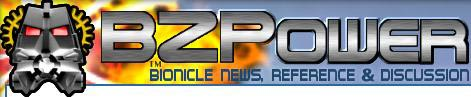 BZPOWER
™ BIONICLE NEWS, REFERENCE & DISCUSSION